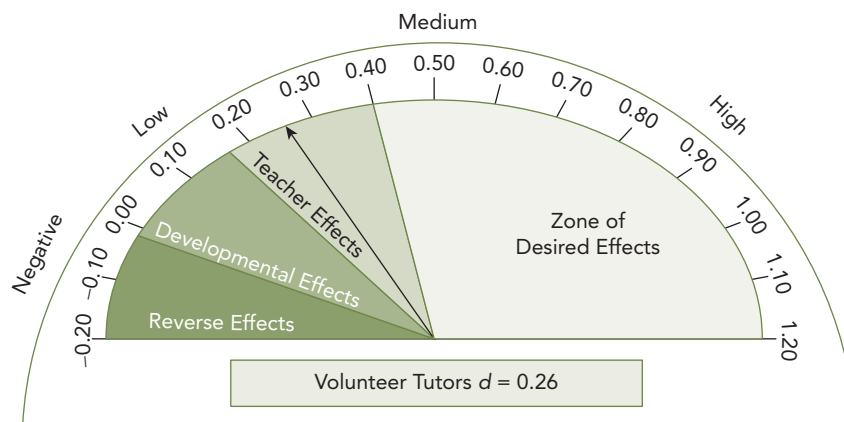 Medium
Low
High
Negative
−0.20
−0.10
0.00
0.10
0.20
0.30
0.40
0.50
0.60
0.70
0.80
0.90
1.00
1.10
1.20
Reverse Effects
Developmental Effects
Teacher Effects
Zone of
Desired Effects
Volunteer Tutors d = 0.26